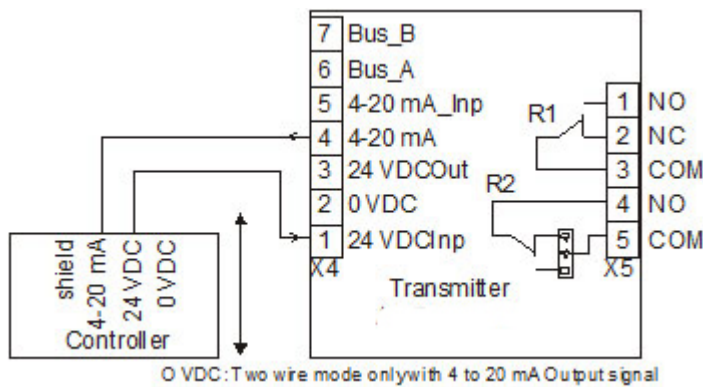 7 Bus_B
6 Bus_A
5 4-20 mA_Inp
4 4-20 mA
3 24 VDCOut
2 0 VDC
1 24 VDCInp
X4
R1
R2
1 NO
2 NC
3 COM
4 NO
5 COM
X5
Transmitter
shield
4-20 mA
24 VDC
0 VDC
Controller
O VDC: Two wire mode onlywith 4 to 20 mA Output signal